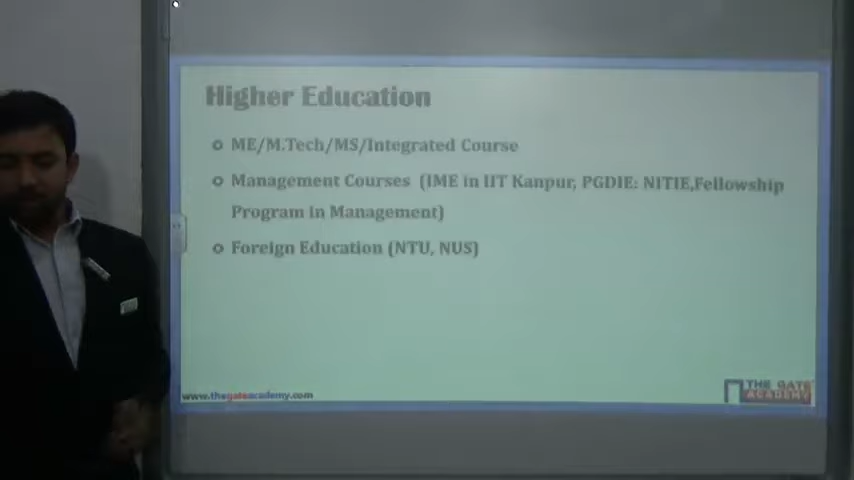 Higher Education
ME/M.Tech/MS/Integrated Course
Management Courses (IME in IIT Kanpur, PGDIE: NITIE,Fellowship
Program in Management)
Foreign Education (NTU, NUS)
www.thegateacademy.com
THE GATE
ACADEMY